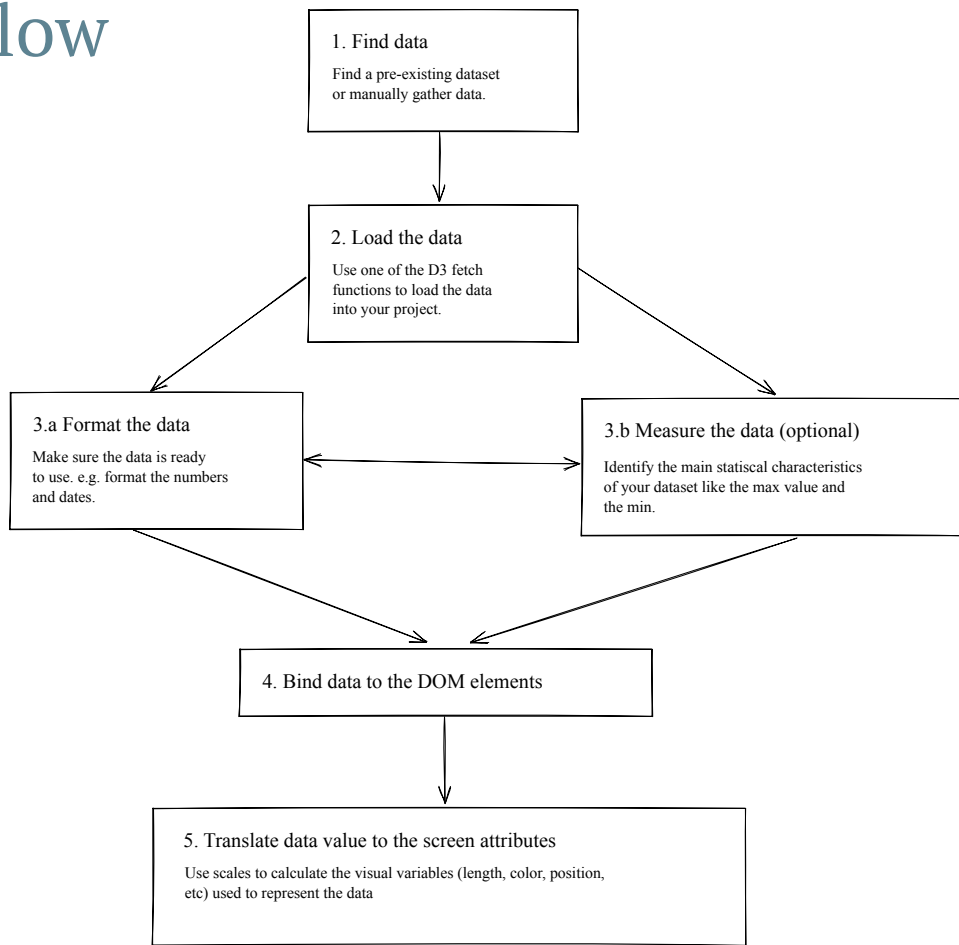 low
1. Find data
Find a pre-existing dataset
or manually gather data.
2. Load the data
Use one of the D3 fetch
functions to load the data
into your project.
3.a Format the data
Make sure the data is ready
to use. e.g. format the numbers
and dates.
3.b Measure the data (optional)
Identify the main statiscal characteristics
of your dataset like the max value and
the min.
4. Bind data to the DOM elements
5. Translate data value to the screen attributes
Use scales to calculate the visual variables (length, color, position,
etc) used to represent the data